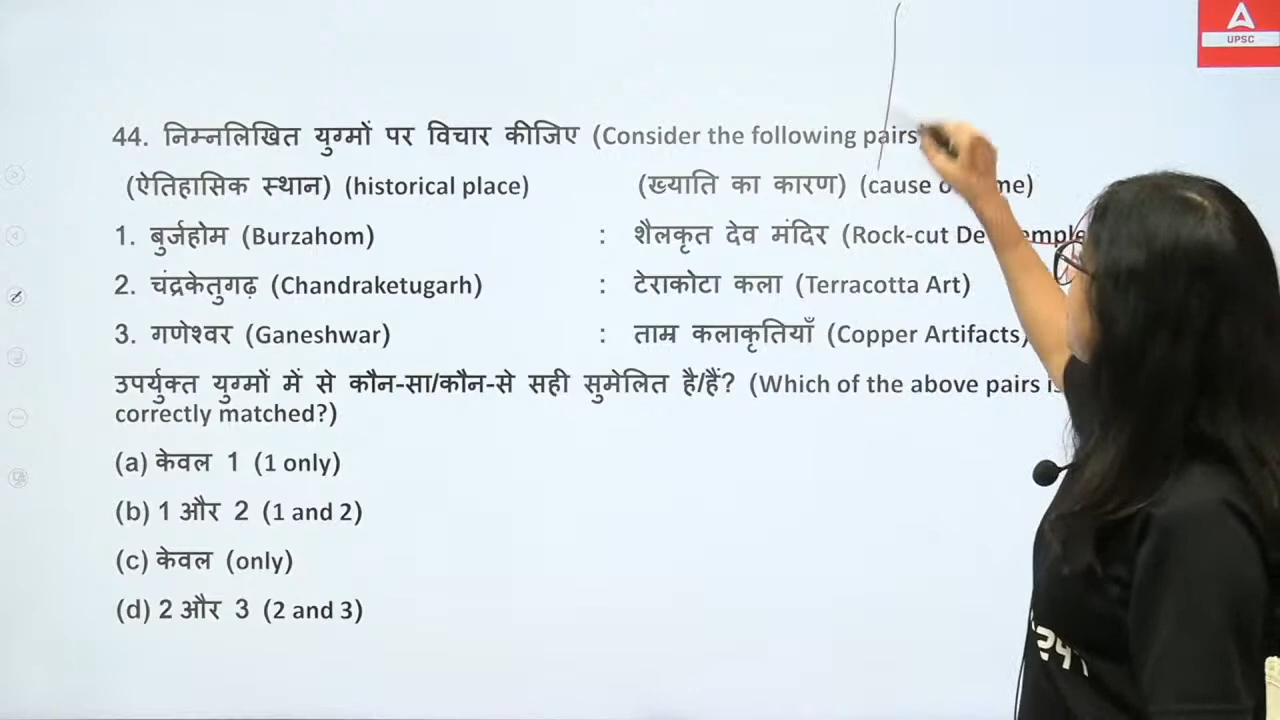 UPSC
44. निम्नलिखित युग्मों पर विचार कीजिए (Consider the following pairs
(ऐतिहासिक स्थान) (historical place) (ख्याति का कारण) (cause
1. बुर्जहोम (Burzahom) : शैलकृत देव मंदिर (Rock-cut
2. चंद्रकेतुगढ़ (Chandraketugarh) : टेराकोटा कला (Terracotta Art)
3. गणेश्वर (Ganeshwar) : ताम्र कलाकृतियाँ (Copper Artifacts)
उपर्युक्त युग्मों में से कौन-सा/कौन-से सही सुमेलित है/हैं? (Which of the above pairs
correctly matched?)
(a) केवल 1 (1 only)
(b) 1 और 2 (1 and 2)
(c) केवल (only)
(d) 2 और 3 (2 and 3)